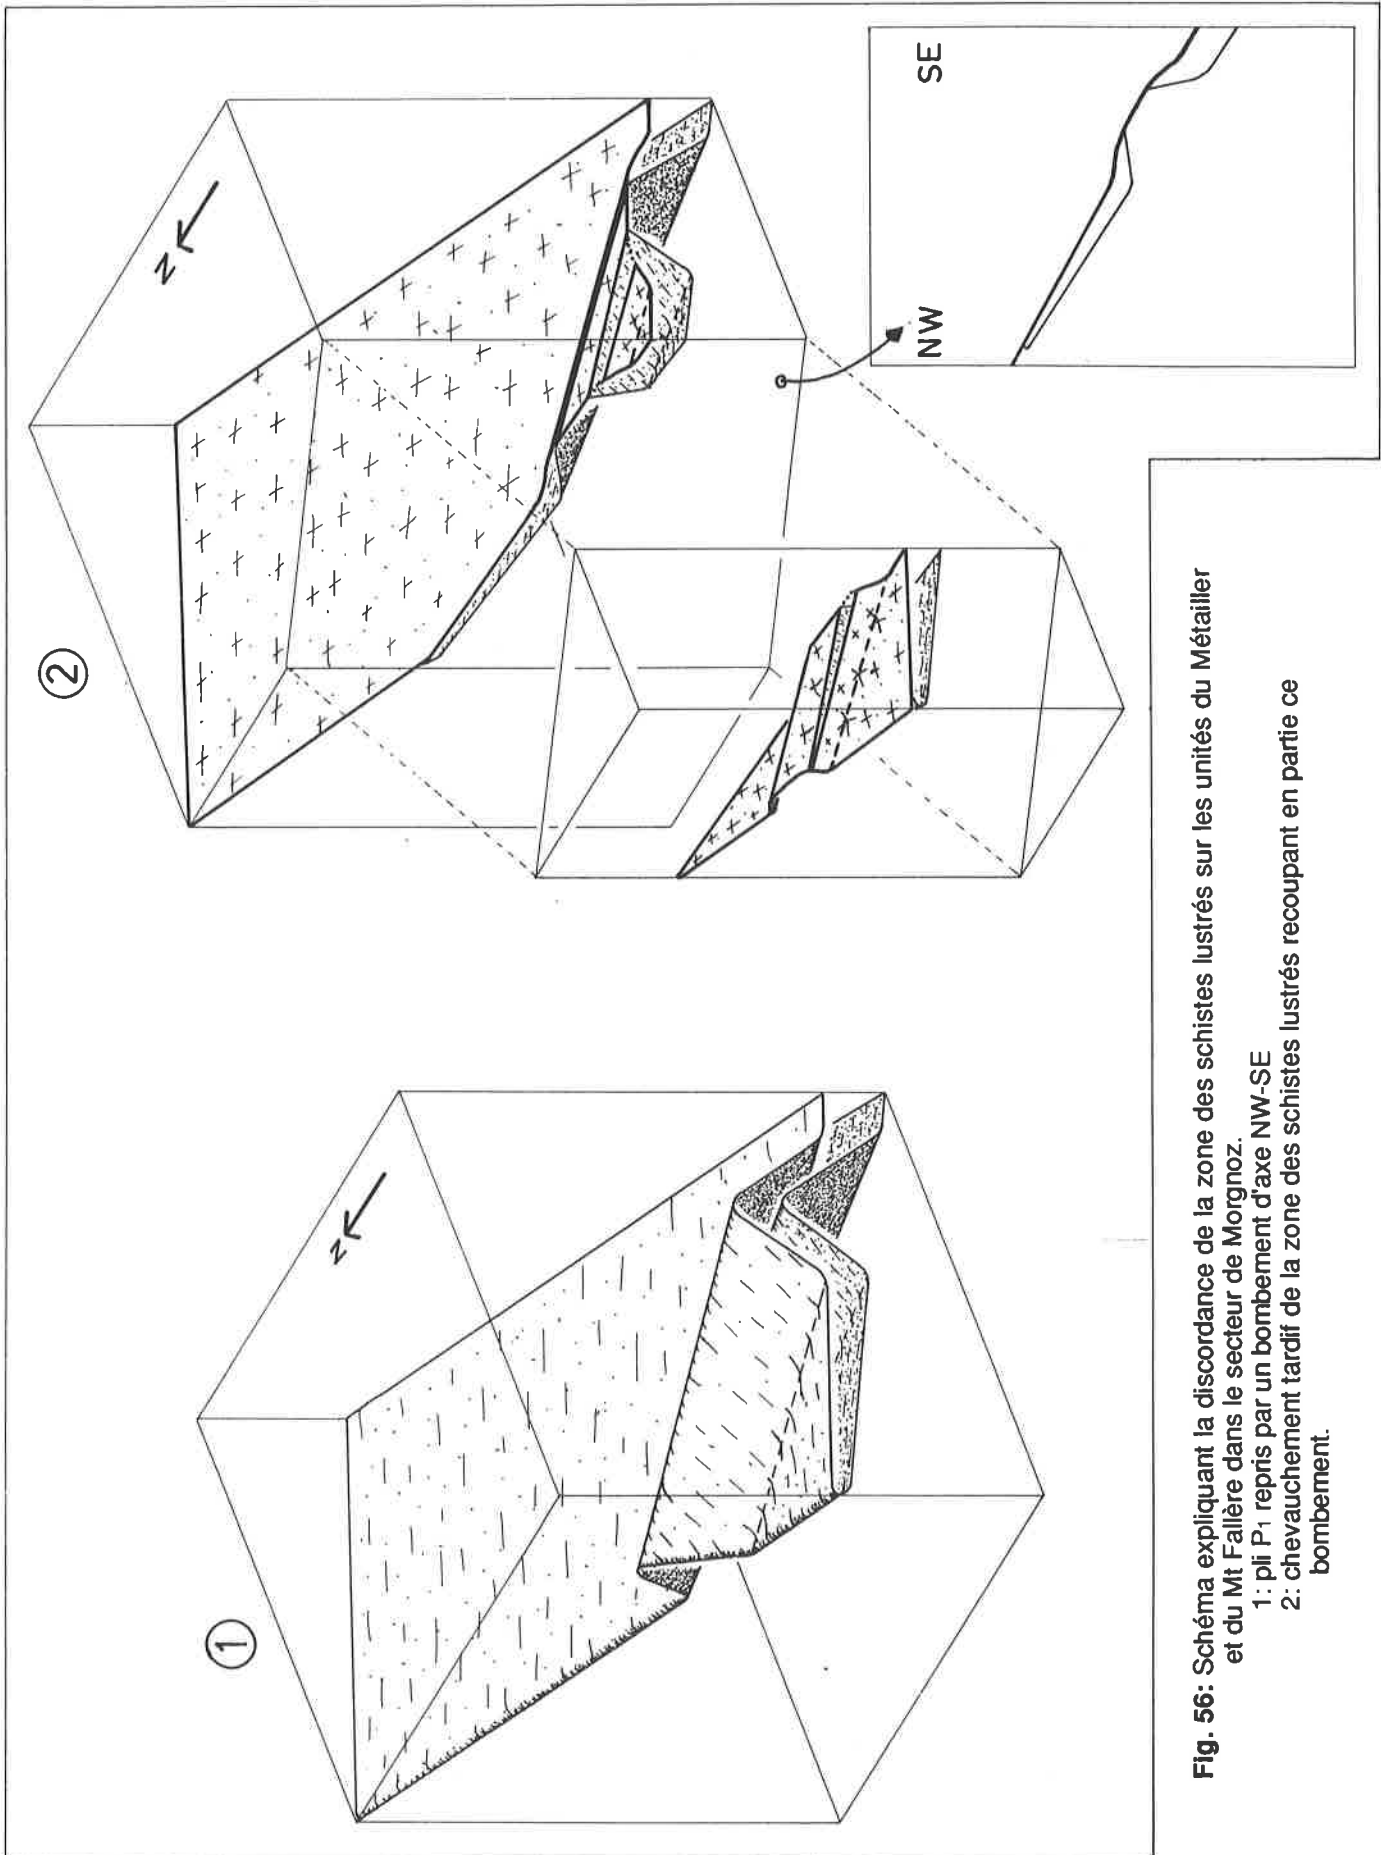 1
N
2
N
NW
SE
Fig. 56: Schéma expliquant la discordance de la zone des schistes lustrés sur les unités du Métailler
et du Mt Fallère dans le secteur de Morgnoz.
1: pli P1 repris par un bombement d'axe NW-SE
2: chevauchement tardif de la zone des schistes lustrés recoupant en partie ce
bombement.